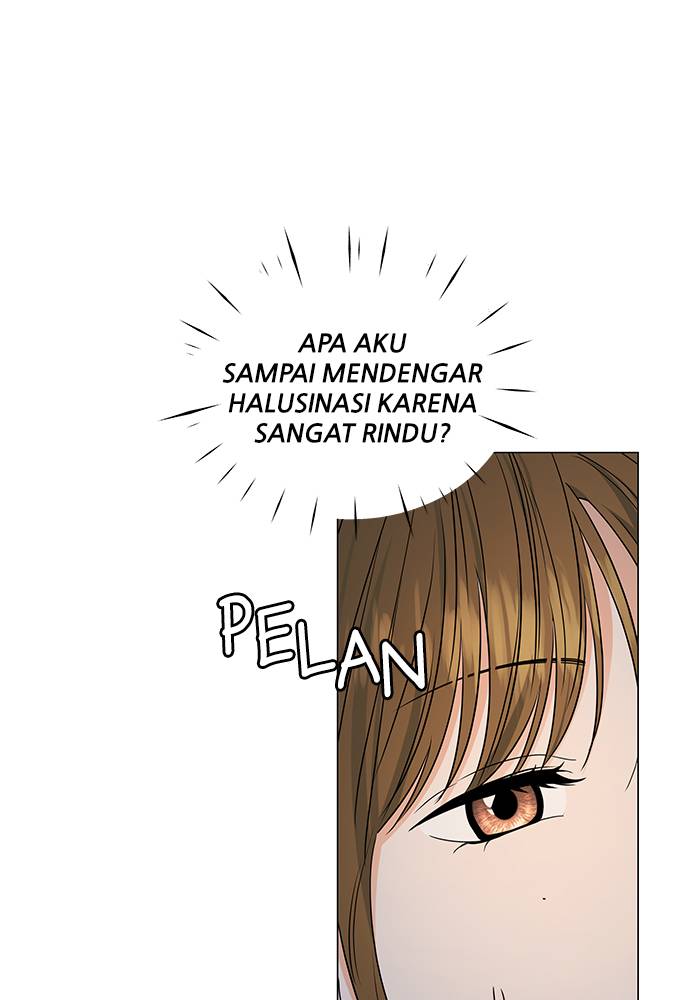 APA AKU
SAMPAI MENDENGAR
HALUSINASI KARENA
SANGAT RINDU?
PELAN